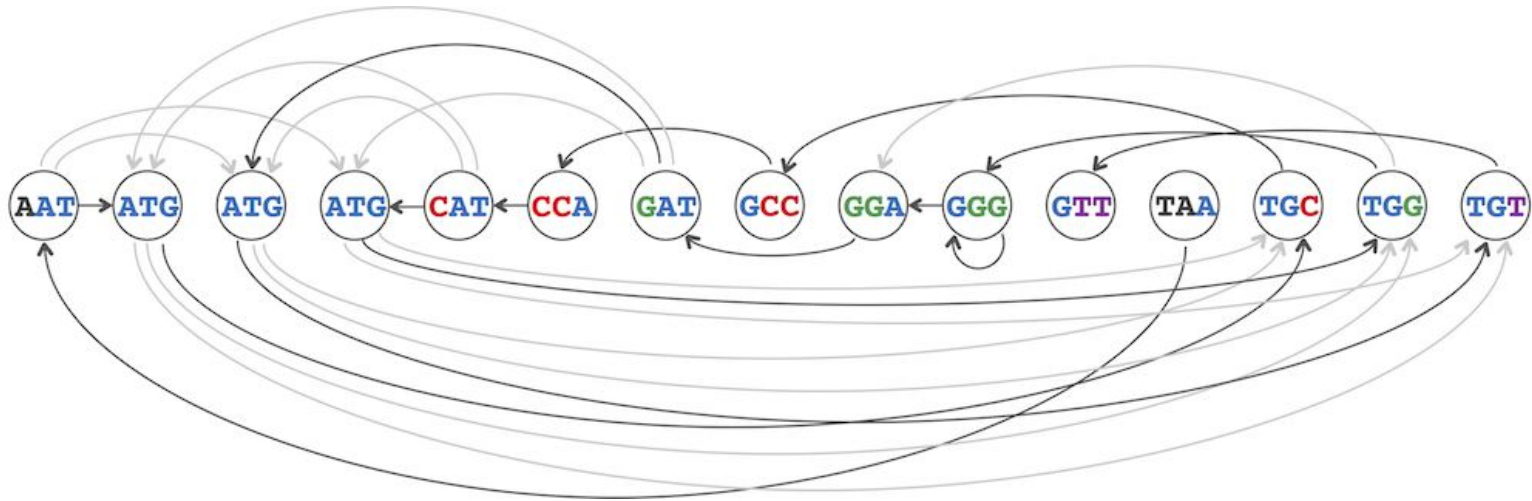 AAT ATG ATG ATG CAT CCA GAT GCC GGA GGG GTT TAA TGC TGG TGT